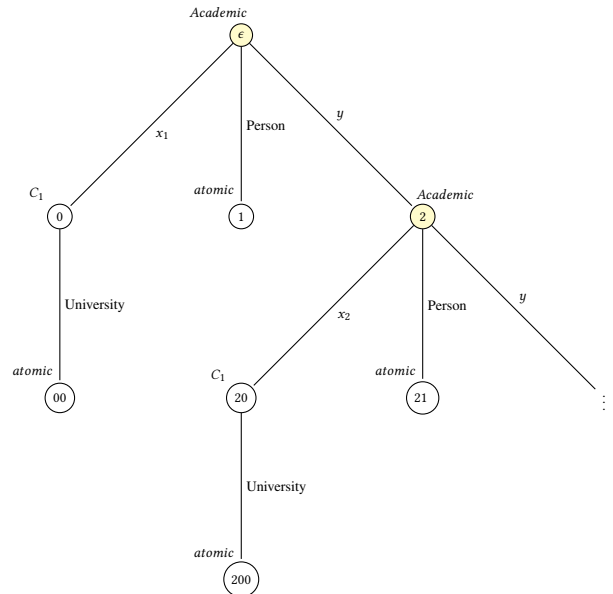 Academic
ϵ
x₁
Person
y
C₁
atomic
Academic
0
1
2
University
x₂
Person
y
atomic
C₁
atomic
00
20
21
University
atomic
200